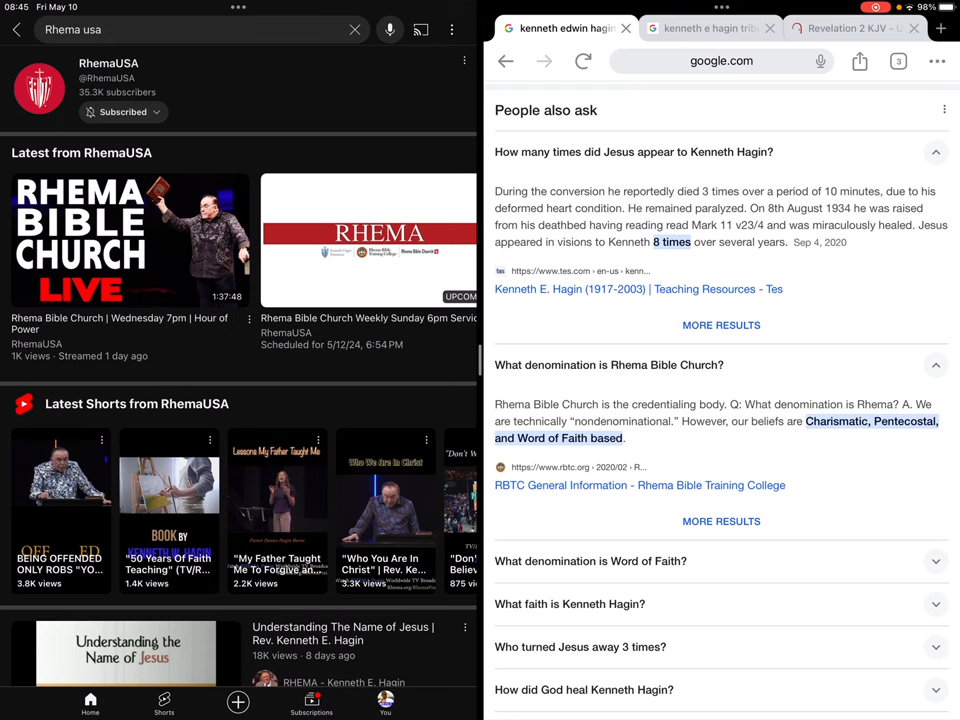 08:45 Fri May 10
98%
Rhema usa
RhemaUSA
@RhemaUSA
35.3K subscribers
Subscribed
Latest from RhemaUSA
RHEMA
BIBLE
CHURCH
LIVE
1:37:48
RHEMA
UPCOM
Rhema Bible Church | Wednesday 7pm | Hour of
Power
RhemaUSA
1K views · Streamed 1 day ago
Rhema Bible Church Weekly Sunday 6pm Servic
RhemaUSA
Scheduled for 5/12/24, 6:54 PM
Latest Shorts from RhemaUSA
BEING OFFENDED
ONLY ROBS "YO...
3.8K views
BOOK BY
KENNETH W. HAGIN
"50 Years Of Faith
Teaching" (TV/R...
1.4K views
Lessons My Father Taught
Me
"My Father Taught
Me To Forgive an...
2.2K views
Who We Are In Christ
"Who You Are In
Christ" | Rev. Ke...
3.3K views
"Don't W
"Don'
Believe
875 vi
Understanding the
Name of Jesus
Understanding The Name of Jesus |
Rev. Kenneth E. Hagin
18K views · 8 days ago
RHEMA - Kenneth E. Hagin
Home
Shorts
Subscriptions
You
kenneth edwin hagin
kenneth e hagin trib
Revelation 2 KJV - U
google.com
3
People also ask
How many times did Jesus appear to Kenneth Hagin?
During the conversion he reportedly died 3 times over a period of 10 minutes, due to his
deformed heart condition. He remained paralyzed. On 8th August 1934 he was raised
from his deathbed having reading read Mark 11 v23/4 and was miraculously healed. Jesus
appeared in visions to Kenneth 8 times over several years. Sep 4, 2020
tes
https://www.tes.com › en-us › kenn...
Kenneth E. Hagin (1917-2003) | Teaching Resources - Tes
MORE RESULTS
What denomination is Rhema Bible Church?
Rhema Bible Church is the credentialing body. Q: What denomination is Rhema? A. We
are technically “nondenominational.” However, our beliefs are Charismatic, Pentecostal,
and Word of Faith based.
https://www.rbtc.org › 2020/02 › R...
RBTC General Information - Rhema Bible Training College
MORE RESULTS
What denomination is Word of Faith?
What faith is Kenneth Hagin?
Who turned Jesus away 3 times?
How did God heal Kenneth Hagin?